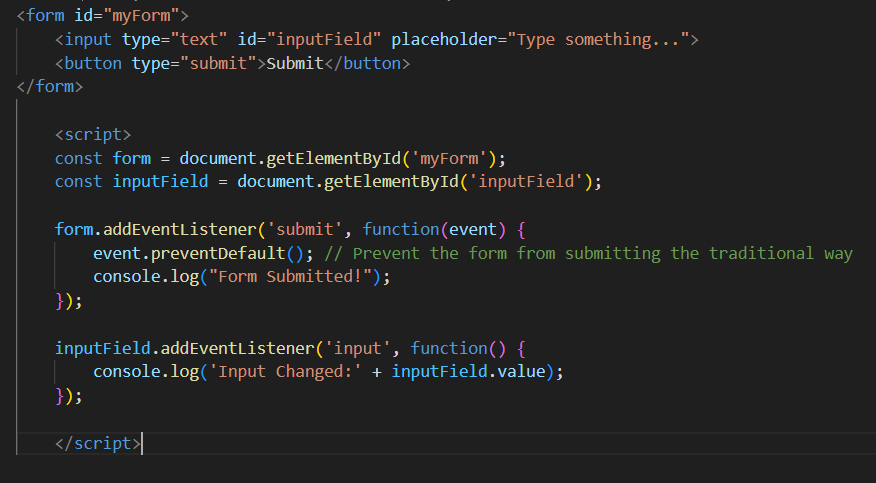 <form id="myForm">
<input type="text" id="inputField" placeholder="Type something...">
<button type="submit">Submit</button>
</form>
<script>
const form = document.getElementById('myForm');
const inputField = document.getElementById('inputField');
form.addEventListener('submit', function(event) {
event.preventDefault(); // Prevent the form from submitting the traditional way
console.log("Form Submitted!");
});
inputField.addEventListener('input', function() {
console.log('Input Changed:' + inputField.value);
});
</script>